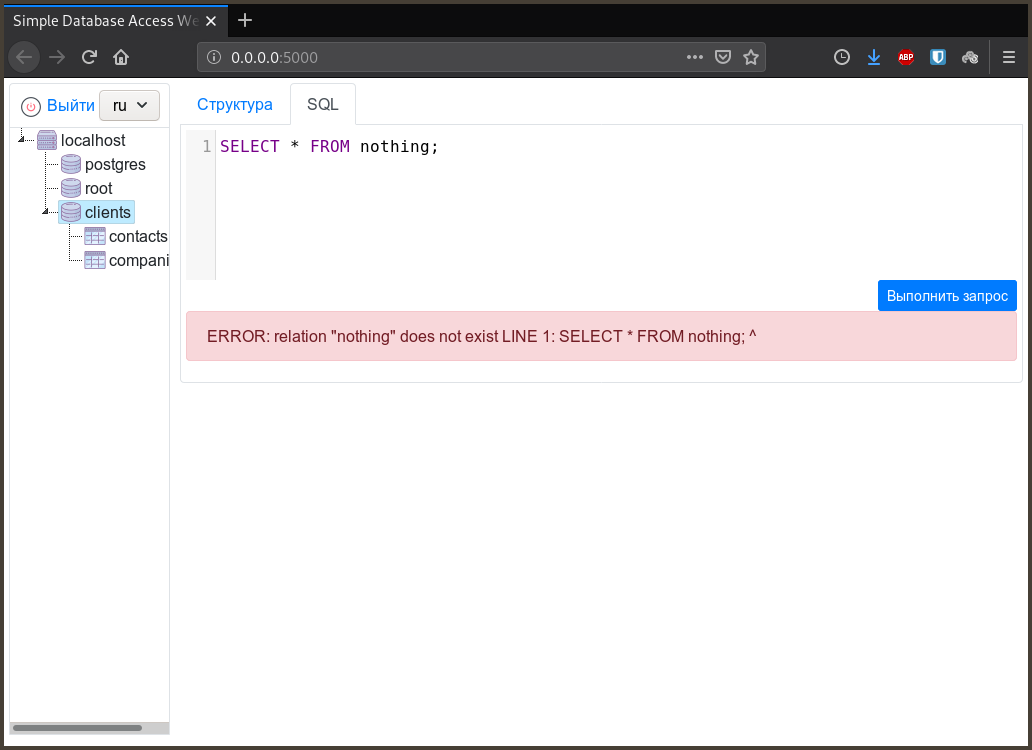 Simple Database Access We
0.0.0.0:5000
ABP
Выйти
ru
Структура
SQL
localhost
postgres
root
clients
contacts
compani
1 SELECT * FROM nothing;
Выполнить запрос
ERROR: relation "nothing" does not exist LINE 1: SELECT * FROM nothing; ^